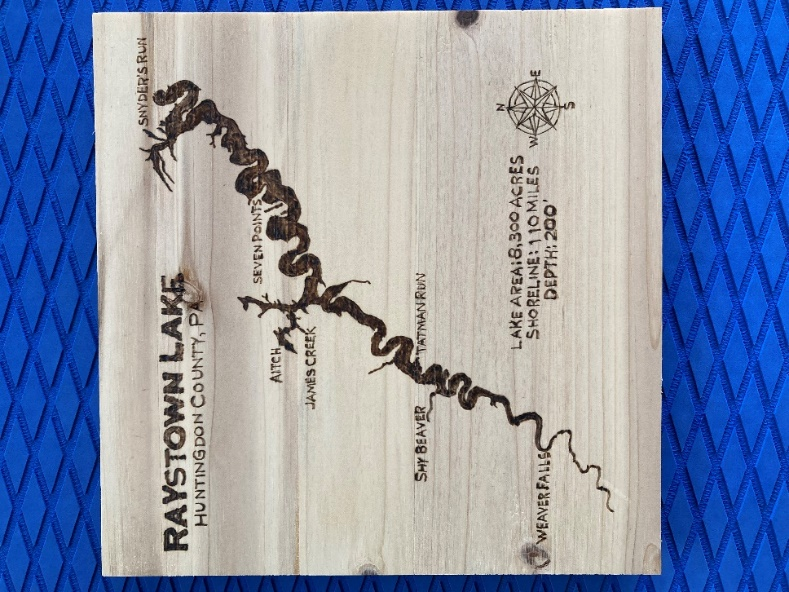 RAYSTOWN LAKE
HUNTINGDON COUNTY, PA
SNYDER'S RUN
SEVEN POINTS
AITCH
JAMES CREEK
TATMAN RUN
SHY BEAVER
WEAVER FALLS
N
E
S
W
LAKE AREA: 8,300 ACRES
SHORELINE: 110 MILES
DEPTH: 200'